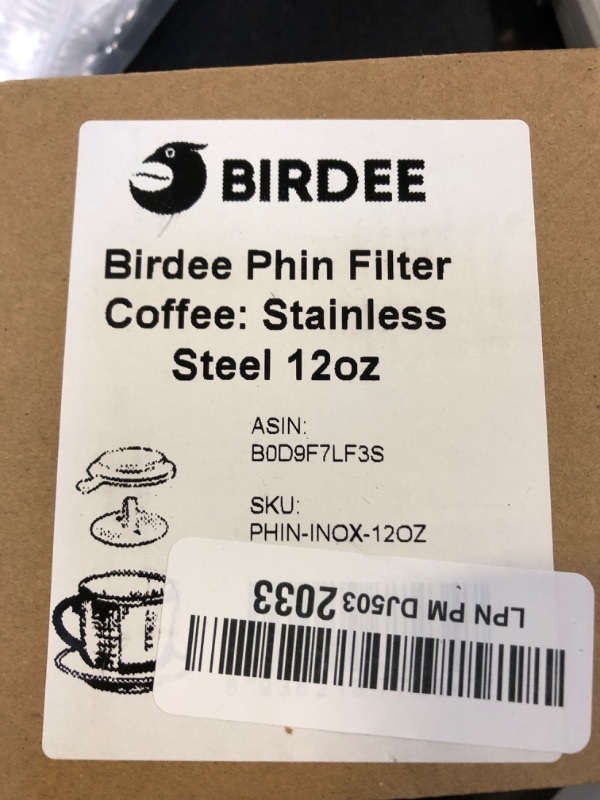 BIRDEE
Birdee Phin Filter
Coffee: Stainless
Steel 12oz
ASIN:
B0D9F7LF3S
SKU:
PHIN-INOX-12OZ
LPN PM DJ503 2033